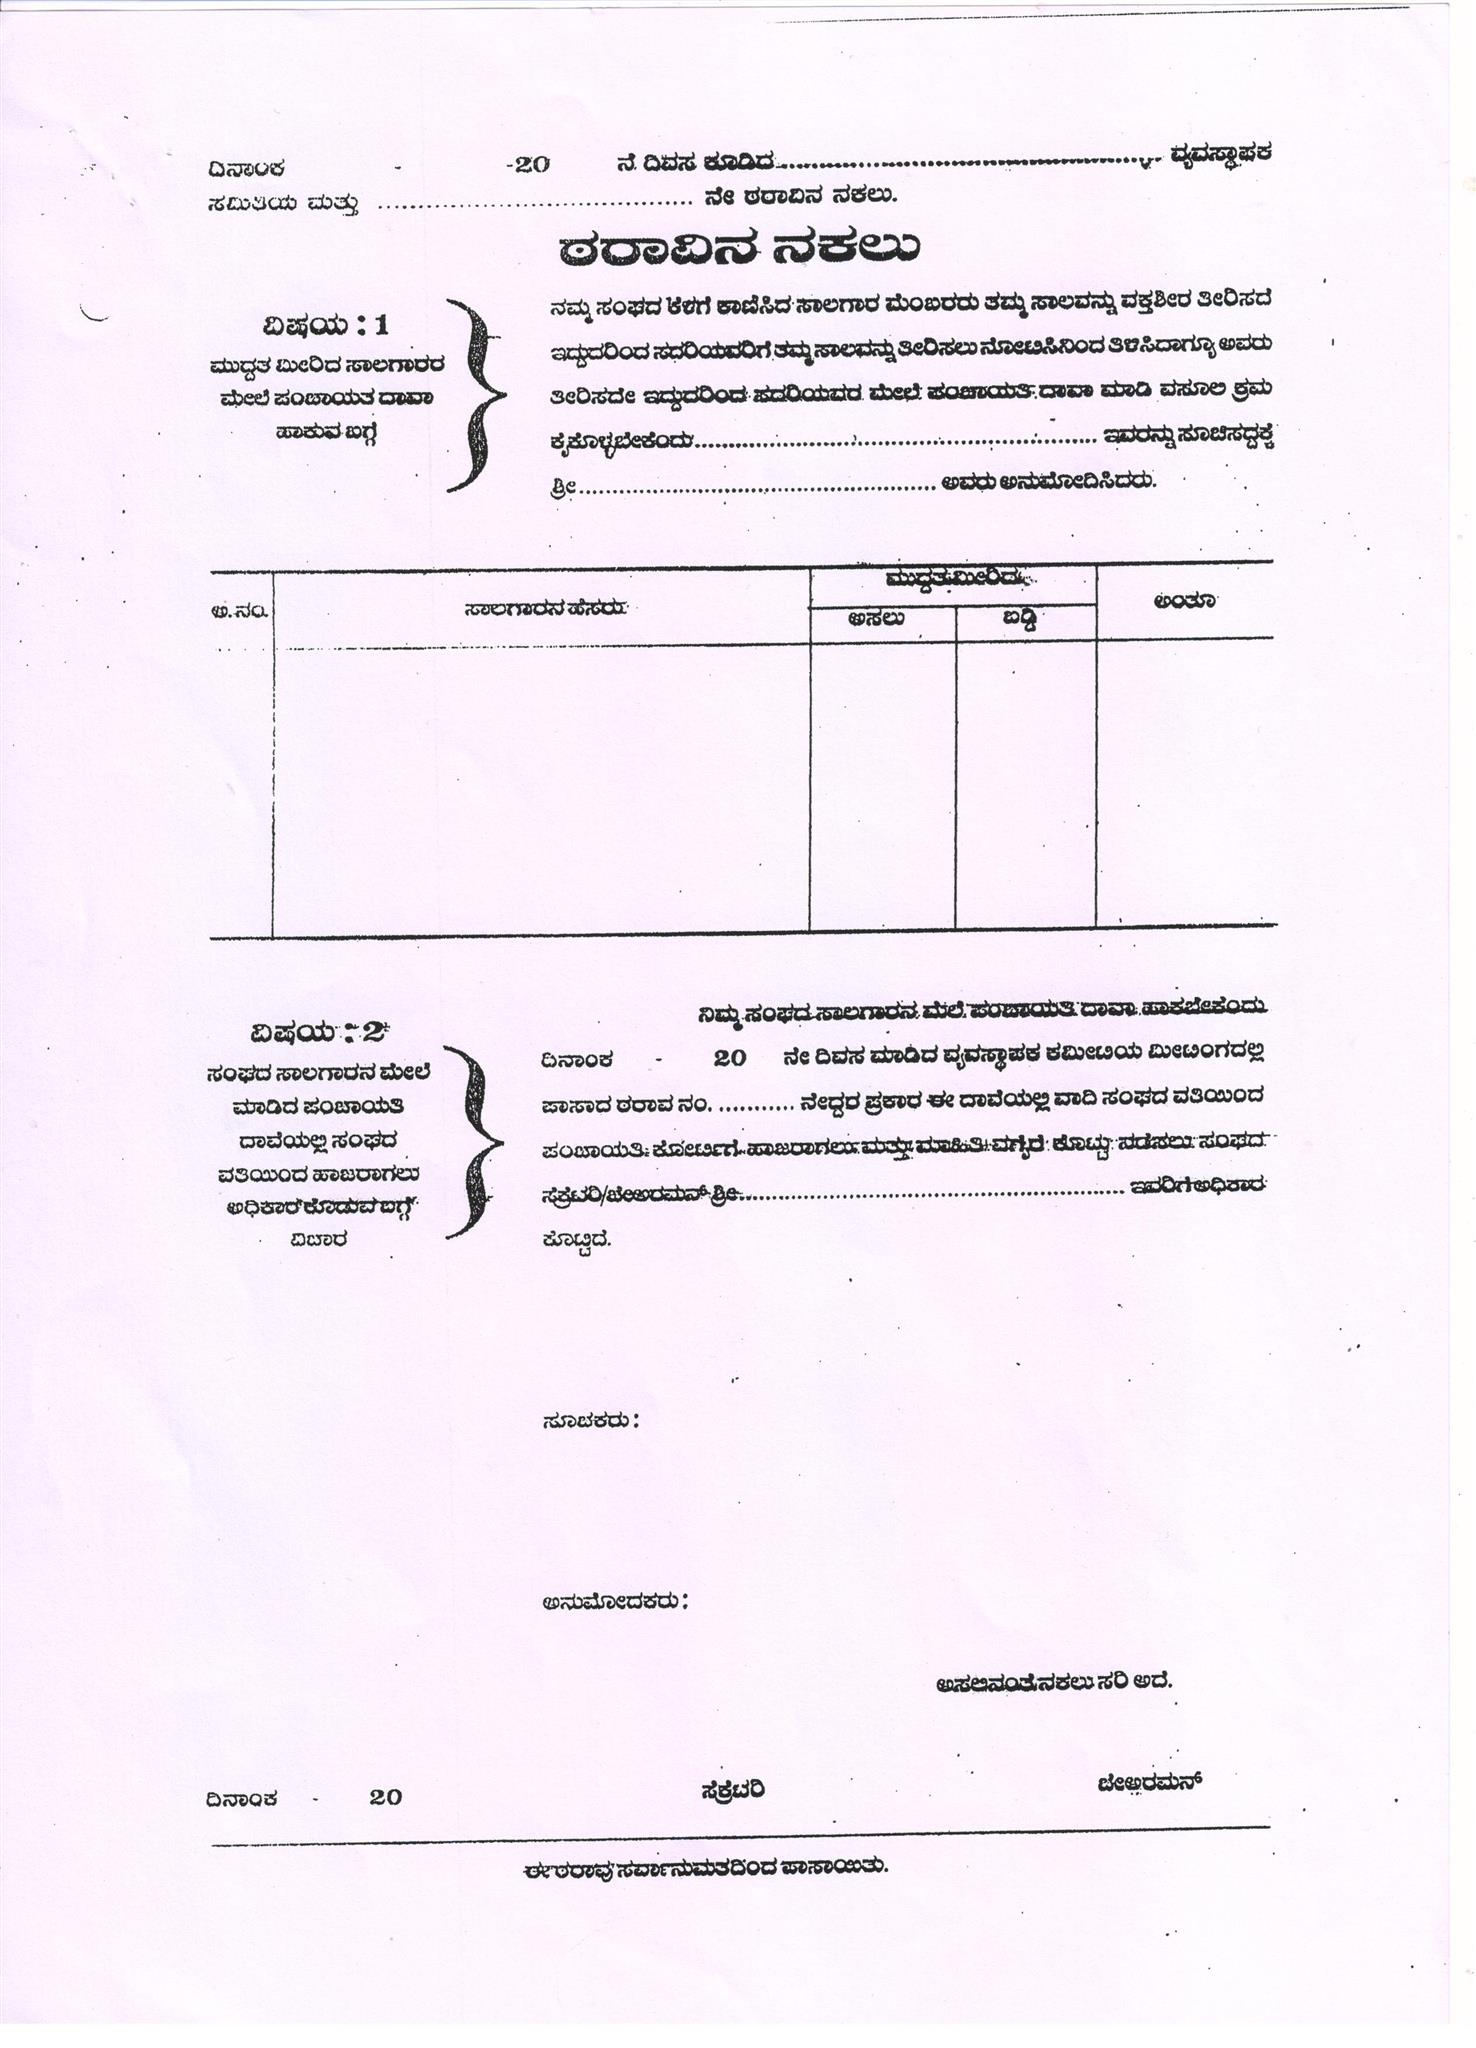 ದಿನಾಂಕ - -20 ನೆ ದಿವಸ ಕೂಡಿದ.......................................................... ವ್ಯವಸ್ಥಾಪಕ
ಸಮಿತಿಯ ಮತ್ತು ........................................ ನೇ ಠರಾವಿನ ನಕಲು.
ಠರಾವಿನ ನಕಲು
ವಿಷಯ : 1
ಮುದ್ದತ ಮೀರಿದ ಸಾಲಗಾರರ
ಮೇಲೆ ಪಂಚಾಯತ ದಾವಾ
ಹಾಕುವ ಬಗ್ಗೆ
ನಮ್ಮ ಸಂಘದ ಕೆಳಗೆ ಕಾಣಿಸಿದ ಸಾಲಗಾರ ಮೆಂಬರರು ತಮ್ಮ ಸಾಲವನ್ನು ವಕ್ತಶೀರ ತೀರಿಸದೆ
ಇದ್ದುದರಿಂದ ಸದರಿಯವರಿಗೆ ತಮ್ಮ ಸಾಲವನ್ನು ತೀರಿಸಲು ನೋಟಿಸಿನಿಂದ ತಿಳಿಸಿದಾಗ್ಯೂ ಅವರು
ತೀರಿಸದೇ ಇದ್ದುದರಿಂದ ಸದರಿಯವರ ಮೇಲೆ ಪಂಚಾಯತಿ ದಾವಾ ಮಾಡಿ ವಸೂಲ ಕ್ರಮ
ಕೈಕೊಳ್ಳಬೇಕೆಂದು.................................................... ಇವರನ್ನು ಸೂಚಿಸದ್ದಕ್ಕೆ
ಶ್ರೀ.............................................. ಅವರು ಅನುಮೋದಿಸಿದರು.
ಅ.ನಂ. ಸಾಲಗಾರನ ಹೆಸರು ಮುದ್ದತ ಮೀರಿದ ಅಂತೂ
ಅಸಲು ಬಡ್ಡಿ
ವಿಷಯ : 2
ಸಂಘದ ಸಾಲಗಾರನ ಮೇಲೆ
ಮಾಡಿದ ಪಂಚಾಯತಿ
ದಾವೆಯಲ್ಲಿ ಸಂಘದ
ವತಿಯಿಂದ ಹಾಜರಾಗಲು
ಅಧಿಕಾರ ಕೊಡುವ ಬಗ್ಗೆ
ವಿಚಾರ
ನಿಮ್ಮ ಸಂಘದ ಸಾಲಗಾರನ ಮೆಲೆ ಪಂಚಾಯತಿ ದಾವಾ ಹಾಕಬೇಕೆಂದು
ದಿನಾಂಕ - 20 ನೇ ದಿವಸ ಮಾಡಿದ ವ್ಯವಸ್ಥಾಪಕ ಕಮೀಟಿಯ ಮೀಟಿಂಗದಲ್ಲಿ
ಪಾಸಾದ ಠರಾವ ನಂ. ........... ನೇದ್ದರ ಪ್ರಕಾರ ಈ ದಾವೆಯಲ್ಲಿ ವಾದಿ ಸಂಘದ ವತಿಯಿಂದ
ಪಂಚಾಯತಿ ಕೋರ್ಟಿಗೆ ಹಾಜರಾಗಲು ಮತ್ತು ಮಾಹಿತಿ ವಗೈರೆ ಕೊಟ್ಟು ನಡೆಸಲು ಸಂಘದ
ಸೆಕ್ರೆಟರಿ/ಚೇಅರಮನ್ ಶ್ರೀ................................................. ಇವರಿಗೆ ಅಧಿಕಾರ
ಕೊಟ್ಟಿದೆ.
ಸೂಚಕರು :
ಅನುಮೋದಕರು :
ಅಸಲಿನಂತೆ ನಕಲು ಸರಿ ಅದೆ.
ದಿನಾಂಕ - 20 ಸೆಕ್ರೆಟರಿ ಚೇಅರಮನ್
ಈ ಠರಾವು ಸರ್ವಾನುಮತದಿಂದ ಪಾಸಾಯಿತು.